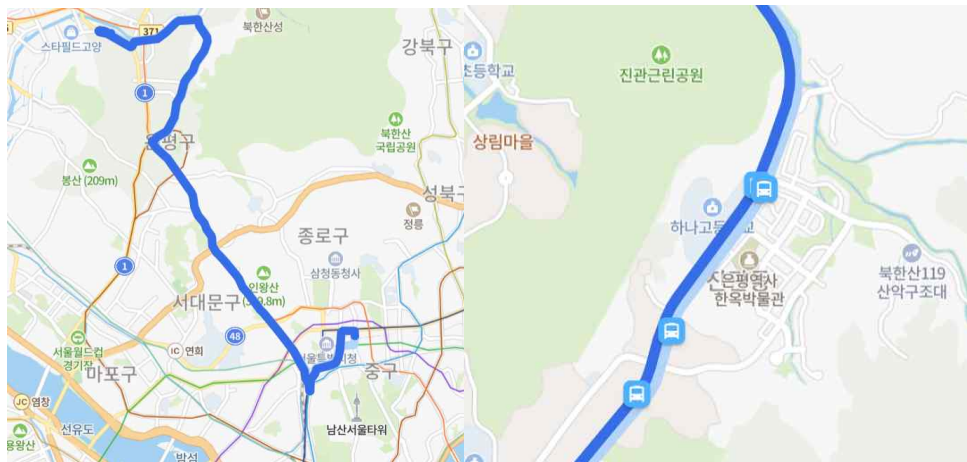 북한산성
371
스타필드고양
강북구
1
은평구
북한산
국립공원
봉산 (209m)
성북구
정릉
종로구
삼청동청사
1
인왕산
서대문구
48
서울월드컵
경기장
IC 연희
중구
마포구
JC 염창
선유도
용왕산
남산서울타워
밤섬
초등학교
진관근린공원
상림마을
하나고등학교
은평역사
한옥박물관
북한산119
산악구조대